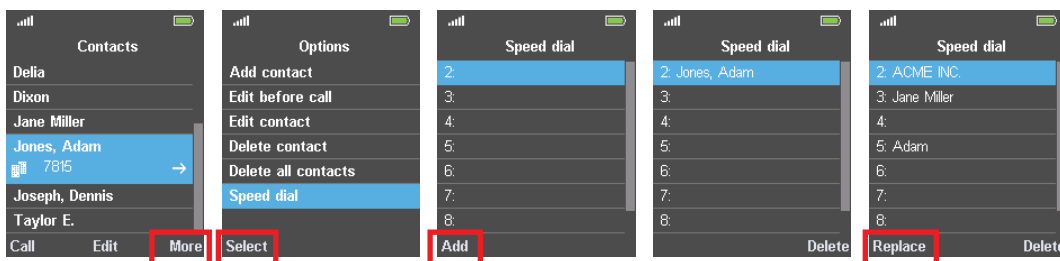 Contacts
Delia
Dixon
Jane Miller
Jones, Adam
7815
Joseph, Dennis
Taylor E.
Call Edit More
Options
Add contact
Edit before call
Edit contact
Delete contact
Delete all contacts
Speed dial
Select
Speed dial
2:
3:
4:
5:
6:
7:
8:
Add
Speed dial
2: Jones, Adam
3:
4:
5:
6:
7:
8:
Delete
Speed dial
2: ACME INC.
3: Jane Miller
4:
5: Adam
6:
7:
8:
Replace Delete